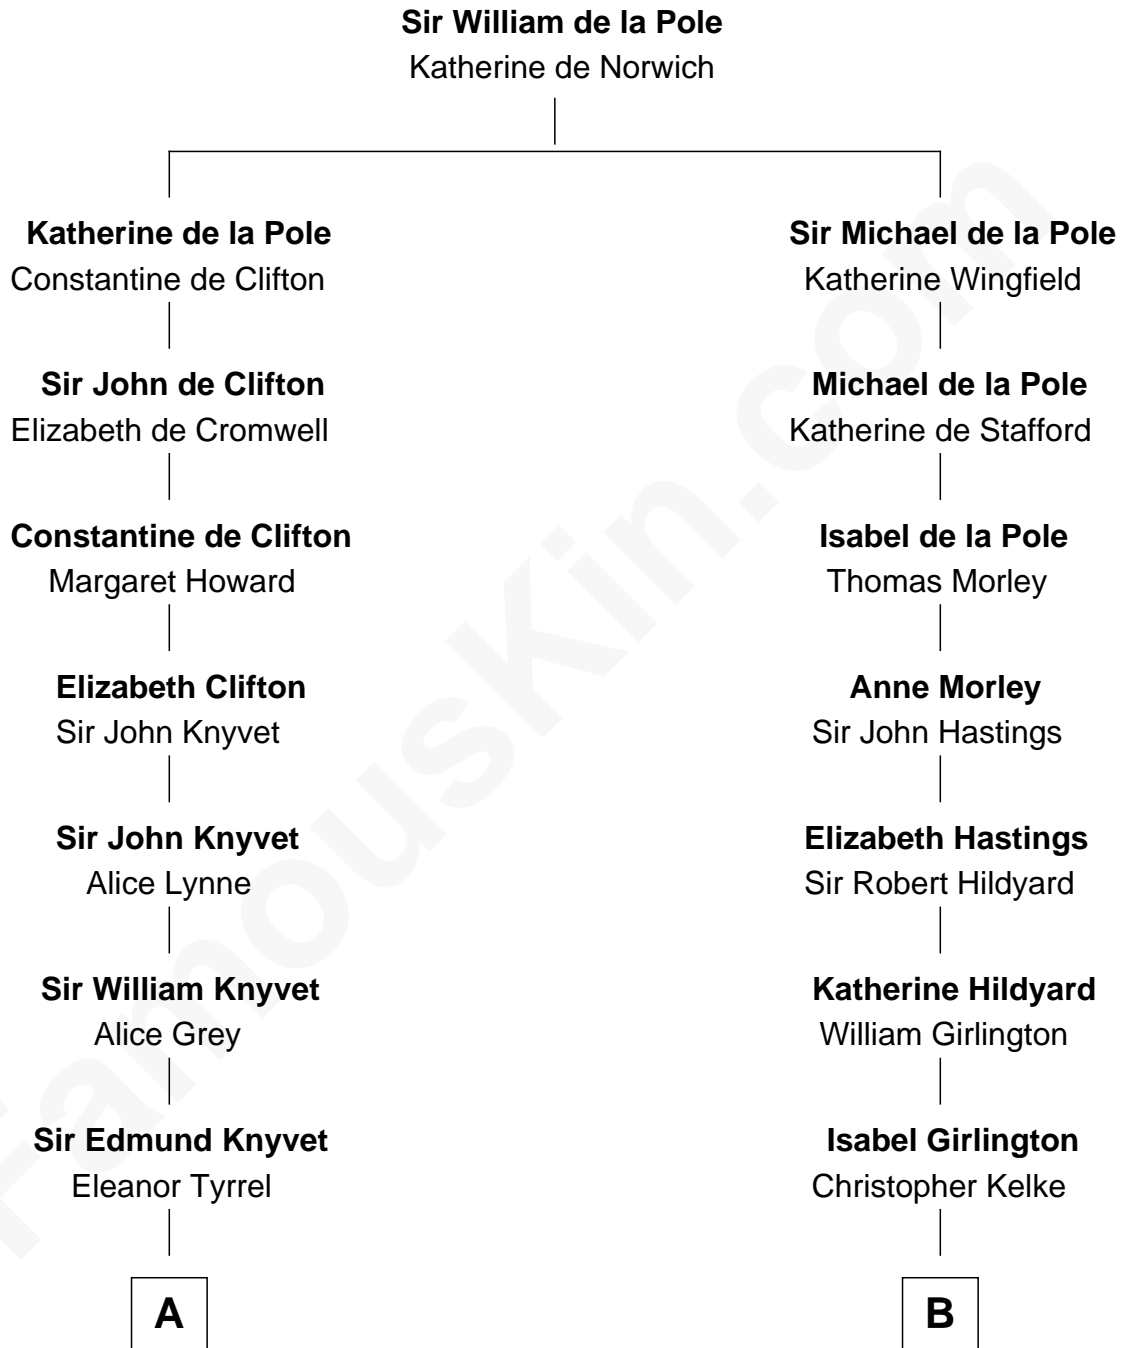 Sir William de la Pole
Katherine de Norwich
Katherine de la Pole
Constantine de Clifton
Sir Michael de la Pole
Katherine Wingfield
Sir John de Clifton
Elizabeth de Cromwell
Michael de la Pole
Katherine de Stafford
Constantine de Clifton
Margaret Howard
Isabel de la Pole
Thomas Morley
Elizabeth Clifton
Sir John Knyvet
Anne Morley
Sir John Hastings
Sir John Knyvet
Alice Lynne
Elizabeth Hastings
Sir Robert Hildyard
Sir William Knyvet
Alice Grey
Katherine Hildyard
William Girlington
Sir Edmund Knyvet
Eleanor Tyrrel
Isabel Girlington
Christopher Kelke
A
B
FamousKin.com